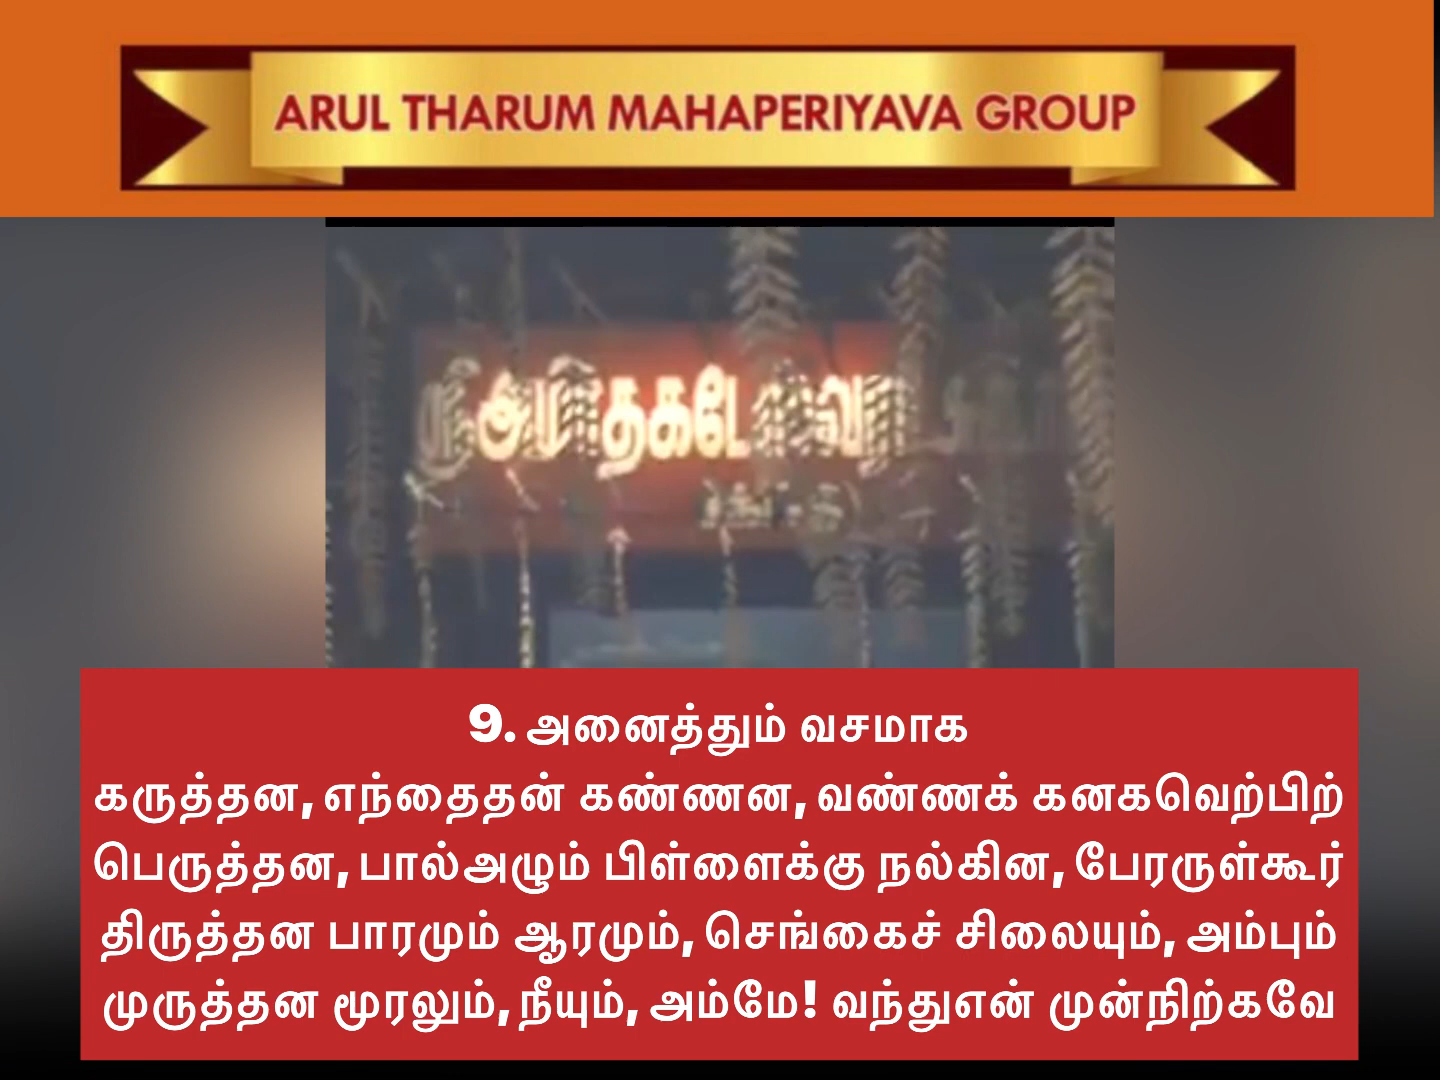 ARUL THARUM MAHAPERIYAVA GROUP
9. அனைத்தும் வசமாக
கருத்தன, எந்தைதன் கண்ணன, வண்ணக் கனகவெற்பிற்
பெருத்தன, பால்அழும் பிள்ளைக்கு நல்கின, பேரருள்கூர்
திருத்தன பாரமும் ஆரமும், செங்கைச் சிலையும், அம்பும்
முருத்தன மூரலும், நீயும், அம்மே! வந்துஎன் முன்நிற்கவே